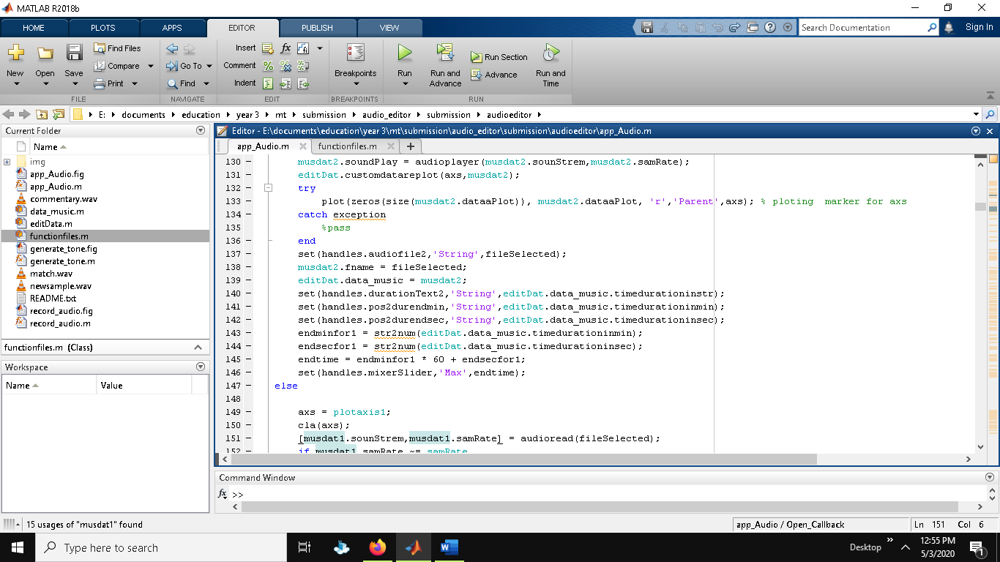 MATLAB R2018b
HOME PLOTS APPS EDITOR PUBLISH VIEW Search Documentation Sign In
New Open Save Find Files Compare Print
Go To Find
Insert fx Comment Indent
Breakpoints
Run Run and Advance Run Section Advance Run and Time
FILE NAVIGATE EDIT BREAKPOINTS RUN
E: documents education year 3 mt submission audio_editor submission audioeditor
Current Folder
Name
img
app_Audio.fig
app_Audio.m
commentary.wav
data_music.m
editData.m
functionfiles.m
generate_tone.fig
generate_tone.m
match.wav
newsample.wav
README.txt
record_audio.fig
record_audio.m
functionfiles.m (Class)
Workspace
Name Value
Editor - E:\documents\education\year 3\mt\submission\audio_editor\submission\audioeditor\app_Audio.m
app_Audio.m functionfiles.m
130 musdat2.soundPlay = audioplayer(musdat2.sounStrem,musdat2.samRate);
131 editDat.customdatareplot(axs,musdat2);
132 try
133 plot(zeros(size(musdat2.dataaPlot)), musdat2.dataaPlot, 'r','Parent',axs); % ploting marker for axs
134 catch exception
135 %pass
136 end
137 set(handles.audiofile2,'String',fileSelected);
138 musdat2.fname = fileSelected;
139 editDat.data_music = musdat2;
140 set(handles.durationText2,'String',editDat.data_music.timedurationinstr);
141 set(handles.pos2durendmin,'String',editDat.data_music.timedurationinmin);
142 set(handles.pos2durendsec,'String',editDat.data_music.timedurationinsec);
143 endminfor1 = str2num(editDat.data_music.timedurationinmin);
144 endsecfor1 = str2num(editDat.data_music.timedurationinsec);
145 endtime = endminfor1 * 60 + endsecfor1;
146 set(handles.mixerSlider,'Max',endtime);
147 else
148
149 axs = plotaxis1;
150 cla(axs);
151 [musdat1.sounStrem,musdat1.samRate] = audioread(fileSelected);
152 if musdat1.samRate ~= samRate
Command Window
fx >>
15 usages of "musdat1" found
app_Audio / Open_Callback Ln 151 Col 6
Type here to search
Desktop 12:55 PM
5/3/2020
1